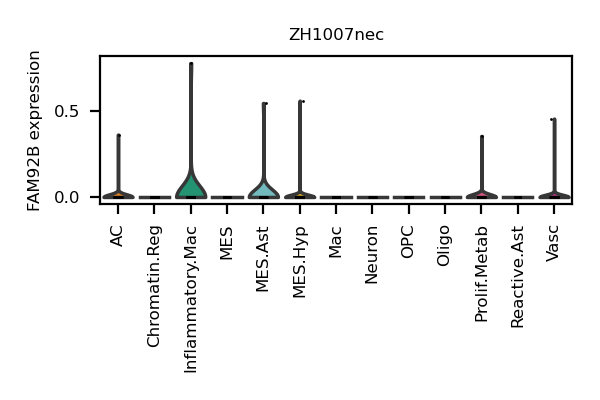 ZH1007nec
FAM92B expression
0.5
0.0
AC
Chromatin.Reg
Inflammatory.Mac
MES
MES.Ast
MES.Hyp
Mac
Neuron
OPC
Oligo
Prolif.Metab
Reactive.Ast
Vasc